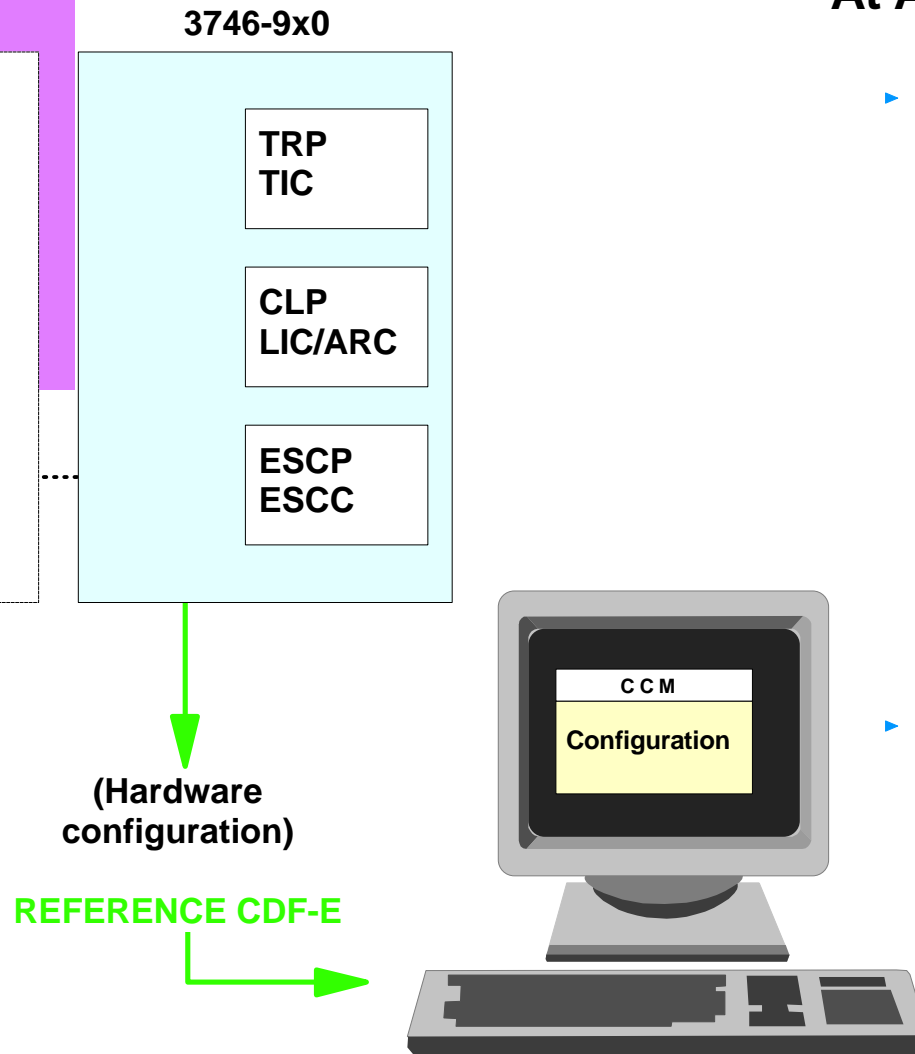 3746-9x0
TRP
TIC
CLP
LIC/ARC
ESCP
ESCC
(Hardware
configuration)
REFERENCE CDF-E
C C M
Configuration